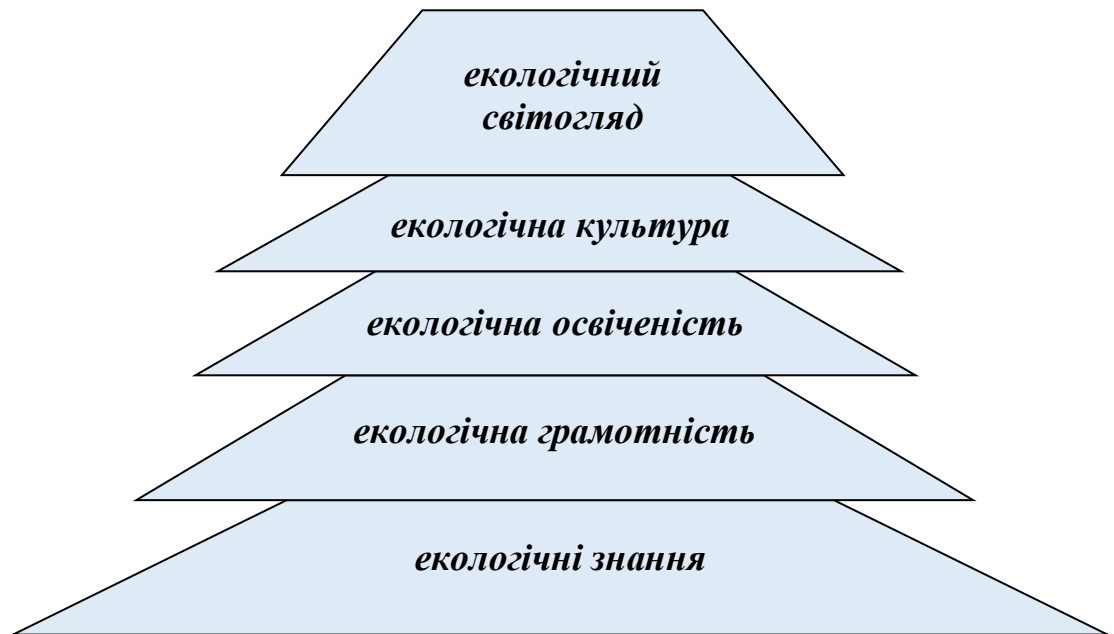 екологічний
світогляд
екологічна культура
екологічна освіченість
екологічна грамотність
екологічні знання